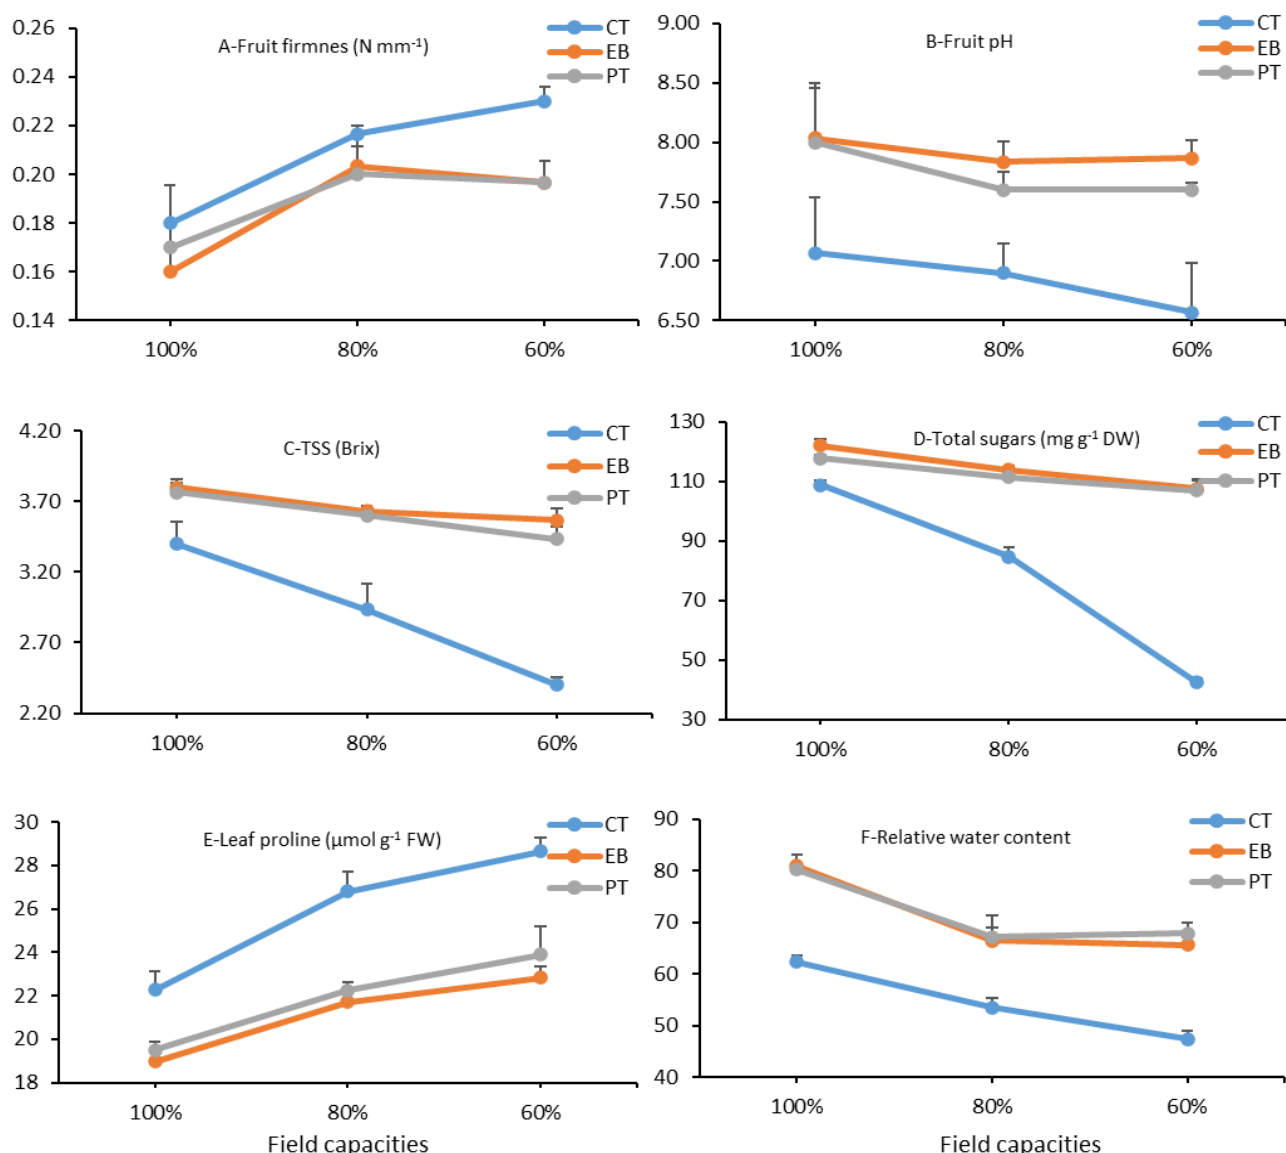 A-Fruit firmnes (N mm⁻¹)
CT
EB
PT
0.26
0.24
0.22
0.20
0.18
0.16
0.14
100% 80% 60%
B-Fruit pH
CT
EB
PT
9.00
8.50
8.00
7.50
7.00
6.50
100% 80% 60%
C-TSS (Brix)
CT
EB
PT
4.20
3.70
3.20
2.70
2.20
100% 80% 60%
D-Total sugars (mg g⁻¹ DW)
CT
EB
PT
130
110
90
70
50
30
100% 80% 60%
E-Leaf proline (μmol g⁻¹ FW)
CT
EB
PT
30
28
26
24
22
20
18
100% 80% 60%
Field capacities
F-Relative water content
CT
EB
PT
90
80
70
60
50
40
100% 80% 60%
Field capacities